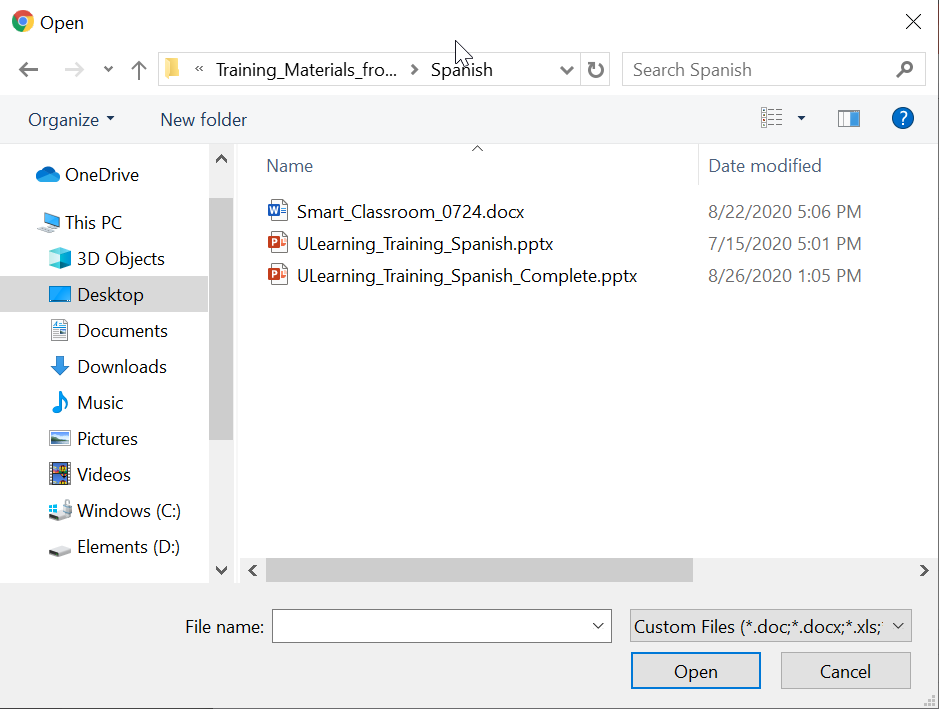 Open
« Training_Materials_fro... > Spanish
Search Spanish
Organize
New folder
?
Name
Date modified
OneDrive
This PC
3D Objects
Desktop
Documents
Downloads
Music
Pictures
Videos
Windows (C:)
Elements (D:)
Smart_Classroom_0724.docx 8/22/2020 5:06 PM
ULearning_Training_Spanish.pptx 7/15/2020 5:01 PM
ULearning_Training_Spanish_Complete.pptx 8/26/2020 1:05 PM
File name:
Custom Files (*.doc;*.docx;*.xls;
Open
Cancel